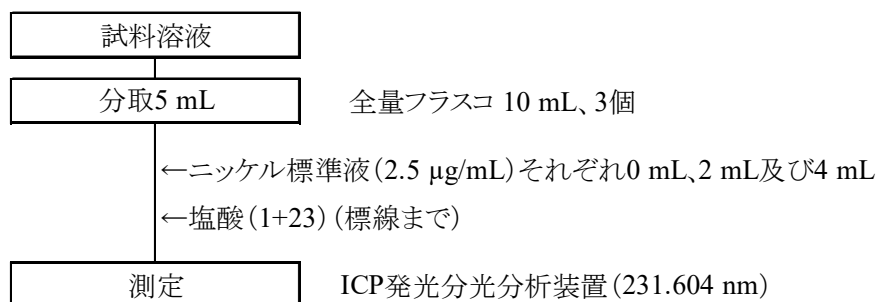 試料溶液
分取5 mL 全量フラスコ 10 mL、3個
←ニッケル標準液(2.5 µg/mL)それぞれ0 mL、2 mL及び4 mL
←塩酸(1+23) (標線まで)
測定 ICP発光分光分析装置(231.604 nm)